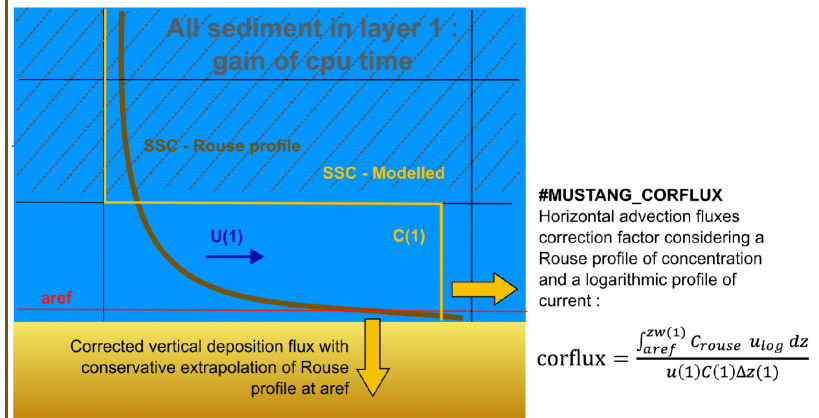 All sediment in layer 1 :
gain of cpu time
SSC - Rouse profile
SSC - Modelled
U(1)
C(1)
aref
Corrected vertical deposition flux with
conservative extrapolation of Rouse
profile at aref
#MUSTANG_CORFLUX
Horizontal advection fluxes
correction factor considering a
Rouse profile of concentration
and a logarithmic profile of
current :
corflux = \frac{\int_{aref}^{zw(1)} C_{rouse} u_{log} dz}{u(1)C(1)Δz(1)}